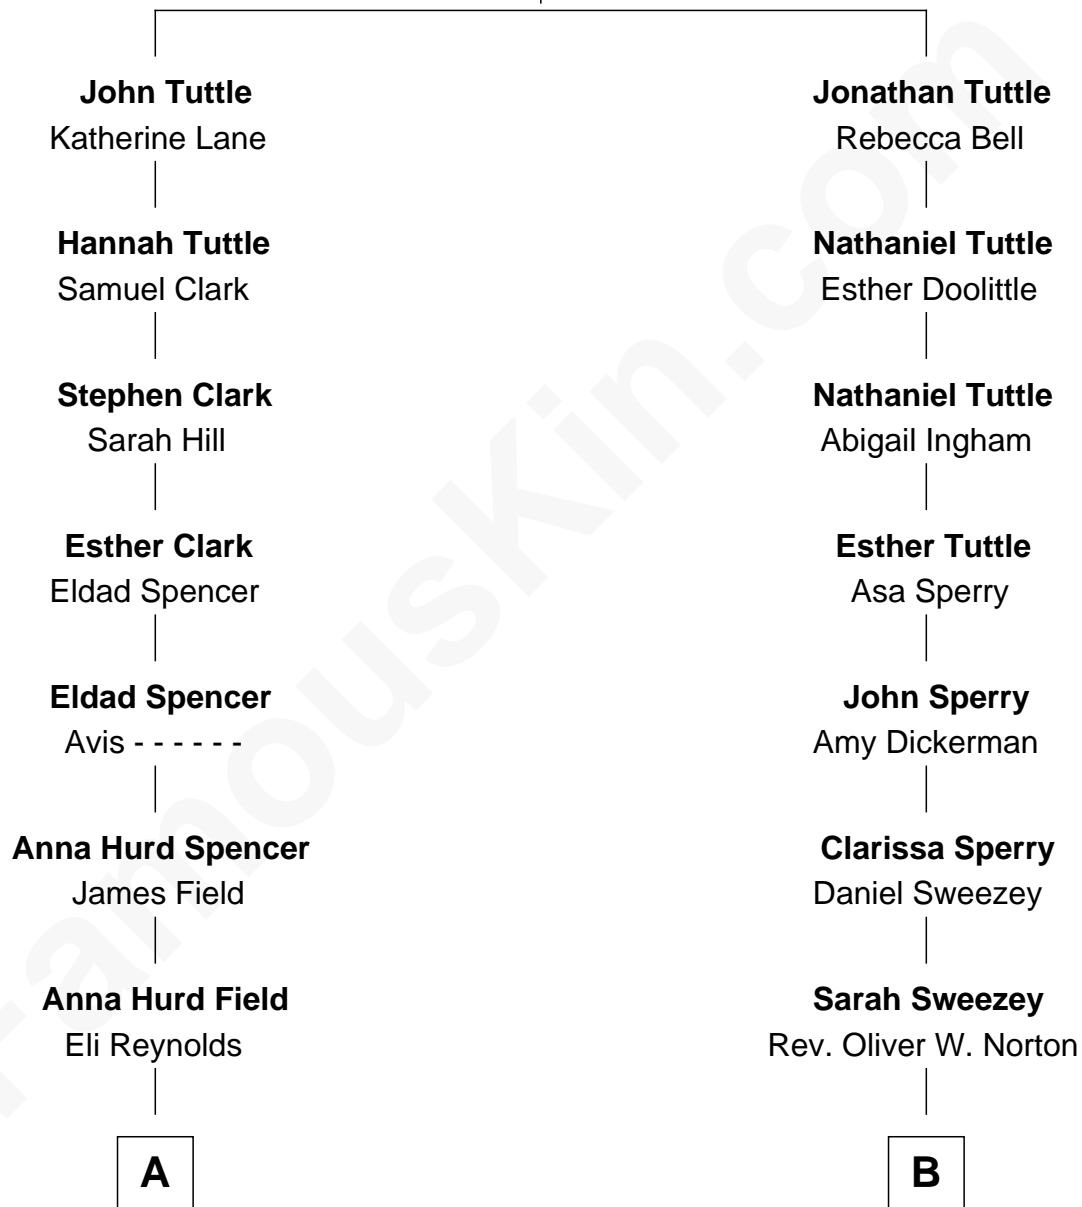 John Tuttle
Katherine Lane
Hannah Tuttle
Samuel Clark
Stephen Clark
Sarah Hill
Esther Clark
Eldad Spencer
Eldad Spencer
Avis - - - - - -
Anna Hurd Spencer
James Field
Anna Hurd Field
Eli Reynolds
A
Jonathan Tuttle
Rebecca Bell
Nathaniel Tuttle
Esther Doolittle
Nathaniel Tuttle
Abigail Ingham
Esther Tuttle
Asa Sperry
John Sperry
Amy Dickerman
Clarissa Sperry
Daniel Sweezey
Sarah Sweezey
Rev. Oliver W. Norton
B
FamousKin.com